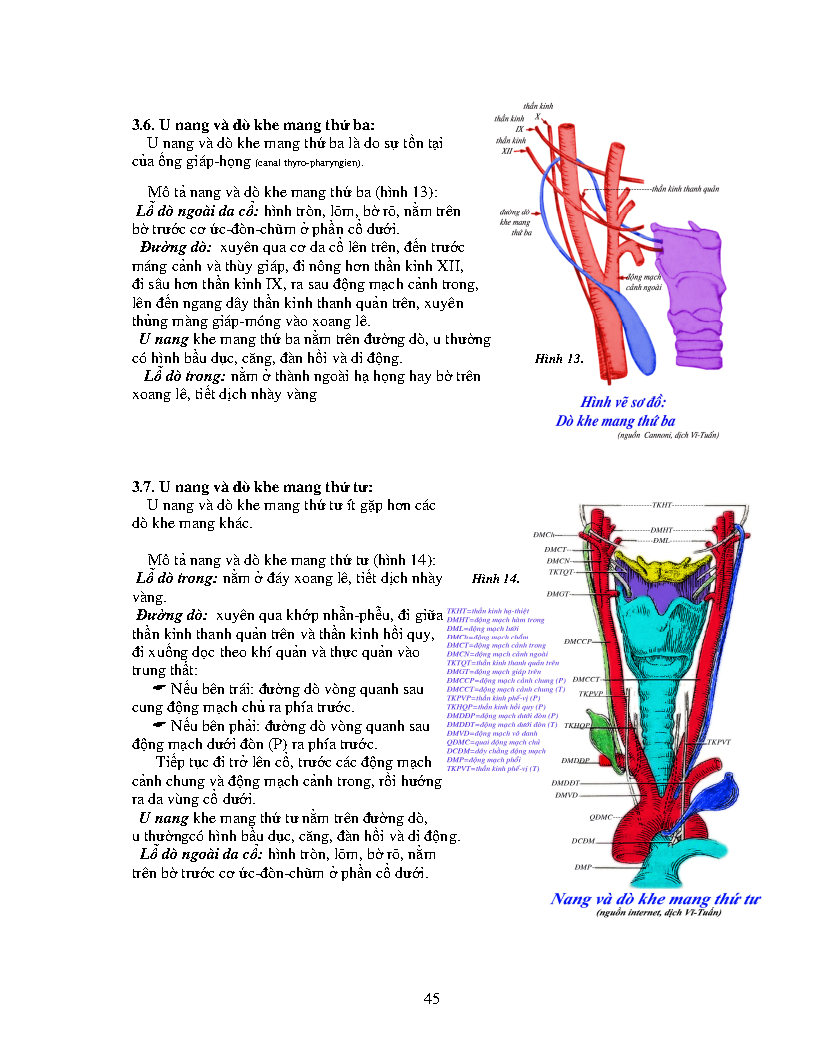 3.6. U nang và dò khe mang thứ ba:
U nang và dò khe mang thứ ba là do sự tồn tại
của ống giáp-họng (canal thyro-pharyngien).
Mô tả nang và dò khe mang thứ ba (hình 13):
Lỗ dò ngoài da cổ: hình tròn, lõm, bờ rõ, nằm trên
bờ trước cơ ức-đòn-chũm ở phần cổ dưới.
Đường dò: xuyên qua cơ da cổ lên trên, đến trước
máng cảnh và thùy giáp, đi nông hơn thần kinh XII,
đi sâu hơn thần kinh IX, ra sau động mạch cảnh trong,
lên đến ngang dây thần kinh thanh quản trên, xuyên
thủng màng giáp-móng vào xoang lê.
U nang khe mang thứ ba nằm trên đường dò, u thường
có hình bầu dục, căng, đàn hồi và di động.
Lỗ dò trong: nằm ở thành ngoài hạ họng hay bờ trên
xoang lê, tiết dịch nhày vàng
thần kinh
X
thần kinh
IX
thần kinh
XII
thần kinh thanh quản
đường dò
khe mang
thứ ba
động mạch
cảnh ngoài
Hình 13.
Hình vẽ sơ đồ:
Dò khe mang thứ ba
(nguồn Cannoni, dịch Vĩ-Tuấn)
3.7. U nang và dò khe mang thứ tư:
U nang và dò khe mang thứ tư ít gặp hơn các
dò khe mang khác.
Mô tả nang và dò khe mang thứ tư (hình 14):
Lỗ dò trong: nằm ở đáy xoang lê, tiết dịch nhày
vàng.
Đường dò: xuyên qua khớp nhẫn-phễu, đi giữa
thần kinh thanh quản trên và thần kinh hồi quy,
đi xuống dọc theo khí quản và thực quản vào
trung thất:
Nếu bên trái: đường dò vòng quanh sau
cung động mạch chủ ra phía trước.
Nếu bên phải: đường dò vòng quanh sau
động mạch dưới đòn (P) ra phía trước.
Tiếp tục đi trở lên cổ, trước các động mạch
cảnh chung và động mạch cảnh trong, rồi hướng
ra da vùng cổ dưới.
U nang khe mang thứ tư nằm trên đường dò,
u thườngcó hình bầu dục, căng, đàn hồi và di động.
Lỗ dò ngoài da cổ: hình tròn, lõm, bờ rõ, nằm
trên bờ trước cơ ức-đòn-chũm ở phần cổ dưới.
Hình 14.
TKHT=thần kinh hạ-thiệt
ĐMHT=động mạch hàm trong
ĐML=động mạch lưỡi
ĐMCh=động mạch chẩm
ĐMCT=động mạch cảnh trong
ĐMCN=động mạch cảnh ngoài
TKTQT=thần kinh thanh quản trên
ĐMGT=động mạch giáp trên
ĐMCCP=động mạch cảnh chung (P)
ĐMCCT=động mạch cảnh chung (T)
TKPVP=thần kinh phế-vị (P)
TKHQP=thần kinh hồi quy (P)
ĐMDĐP=động mạch dưới đòn (P)
ĐMDĐT=động mạch dưới đòn (T)
ĐMVD=động mạch vô danh
QĐMC=quai động mạch chủ
DCĐM=dây chằng động mạch
ĐMP=động mạch phổi
TKPVT=thần kinh phế-vị (T)
TKHT
ĐMHT
ĐMCh
ĐML
ĐMCT
ĐMCN
TKTQT
ĐMGT
ĐMCCP
ĐMCCT
TKPVP
TKHQP
TKPVT
ĐMDĐP
ĐMDĐT
ĐMVD
QĐMC
DCĐM
ĐMP
Nang và dò khe mang thứ tư
(nguồn internet, dịch Vĩ-Tuấn)
45